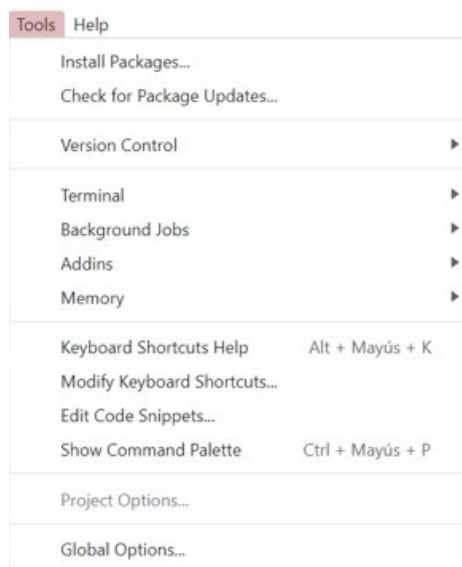 Tools Help
Install Packages...
Check for Package Updates...
Version Control
Terminal
Background Jobs
Addins
Memory
Keyboard Shortcuts Help Alt + Mayús + K
Modify Keyboard Shortcuts...
Edit Code Snippets...
Show Command Palette Ctrl + Mayús + P
Project Options...
Global Options...